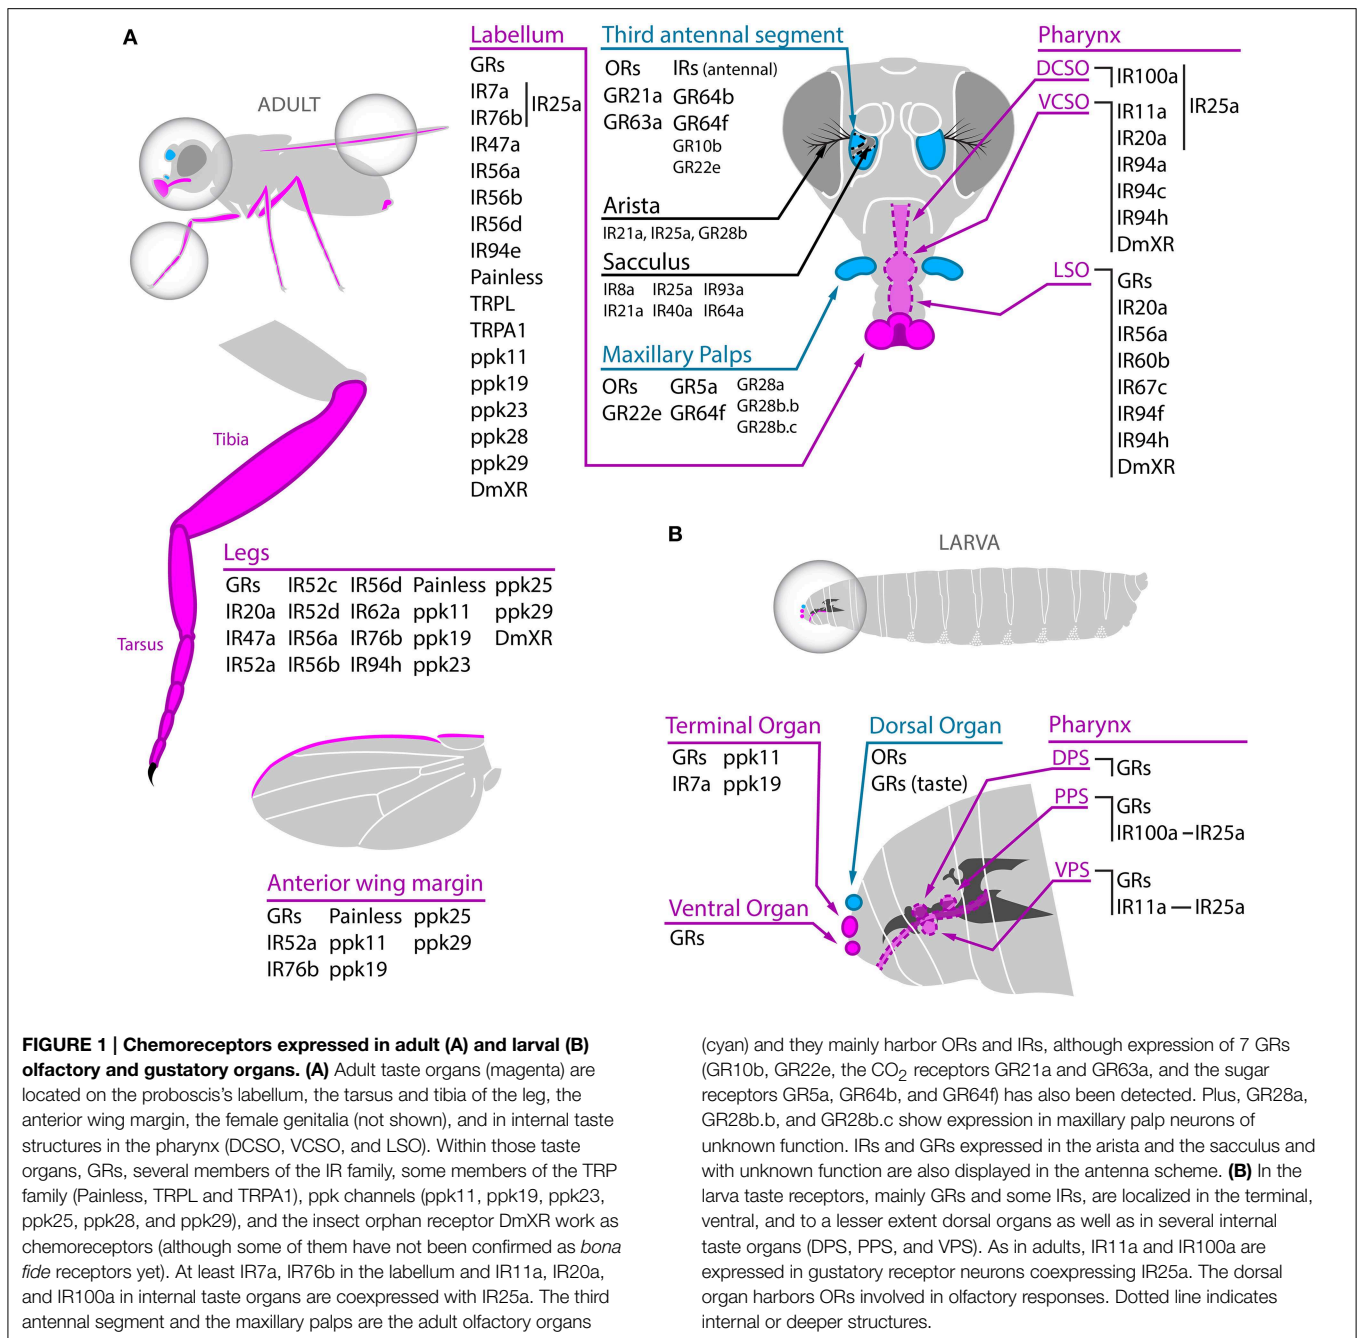 A
ADULT
Labellum
GRs
IR7a
IR76b
IR25a
IR47a
IR56a
IR56b
IR56d
IR94e
Painless
TRPL
TRPA1
ppk11
ppk19
ppk23
ppk28
ppk29
DmXR
Third antennal segment
ORs IRs (antennal)
GR21a GR64b
GR63a GR64f
GR10b
GR22e
Arista
IR21a, IR25a, GR28b
Sacculus
IR8a IR25a IR93a
IR21a IR40a IR64a
Maxillary Palps
ORs GR5a GR28a
GR22e GR64f GR28b.b
GR28b.c
Pharynx
DCSO
IR100a
VCSO
IR11a
IR20a
IR25a
IR94a
IR94c
IR94h
DmXR
LSO
GRs
IR20a
IR56a
IR60b
IR67c
IR94f
IR94h
DmXR
Tibia
Tarsus
Legs
GRs IR52c IR56d Painless ppk25
IR20a IR52d IR62a ppk11 ppk29
IR47a IR56a IR76b ppk19 DmXR
IR52a IR56b IR94h ppk23
Anterior wing margin
GRs Painless ppk25
IR52a ppk11 ppk29
IR76b ppk19
B
LARVA
Terminal Organ
GRs ppk11
IR7a ppk19
Dorsal Organ
ORs
GRs (taste)
Ventral Organ
GRs
Pharynx
DPS
GRs
PPS
GRs
IR100a – IR25a
VPS
GRs
IR11a — IR25a
FIGURE 1 | Chemoreceptors expressed in adult (A) and larval (B)
olfactory and gustatory organs. (A) Adult taste organs (magenta) are
located on the proboscis's labellum, the tarsus and tibia of the leg, the
anterior wing margin, the female genitalia (not shown), and in internal taste
structures in the pharynx (DCSO, VCSO, and LSO). Within those taste
organs, GRs, several members of the IR family, some members of the TRP
family (Painless, TRPL and TRPA1), ppk channels (ppk11, ppk19, ppk23,
ppk25, ppk28, and ppk29), and the insect orphan receptor DmXR work as
chemoreceptors (although some of them have not been confirmed as bona
fide receptors yet). At least IR7a, IR76b in the labellum and IR11a, IR20a,
and IR100a in internal taste organs are coexpressed with IR25a. The third
antennal segment and the maxillary palps are the adult olfactory organs
(cyan) and they mainly harbor ORs and IRs, although expression of 7 GRs
(GR10b, GR22e, the CO2 receptors GR21a and GR63a, and the sugar
receptors GR5a, GR64b, and GR64f) has also been detected. Plus, GR28a,
GR28b.b, and GR28b.c show expression in maxillary palp neurons of
unknown function. IRs and GRs expressed in the arista and the sacculus and
with unknown function are also displayed in the antenna scheme. (B) In the
larva taste receptors, mainly GRs and some IRs, are localized in the terminal,
ventral, and to a lesser extent dorsal organs as well as in several internal
taste organs (DPS, PPS, and VPS). As in adults, IR11a and IR100a are
expressed in gustatory receptor neurons coexpressing IR25a. The dorsal
organ harbors ORs involved in olfactory responses. Dotted line indicates
internal or deeper structures.